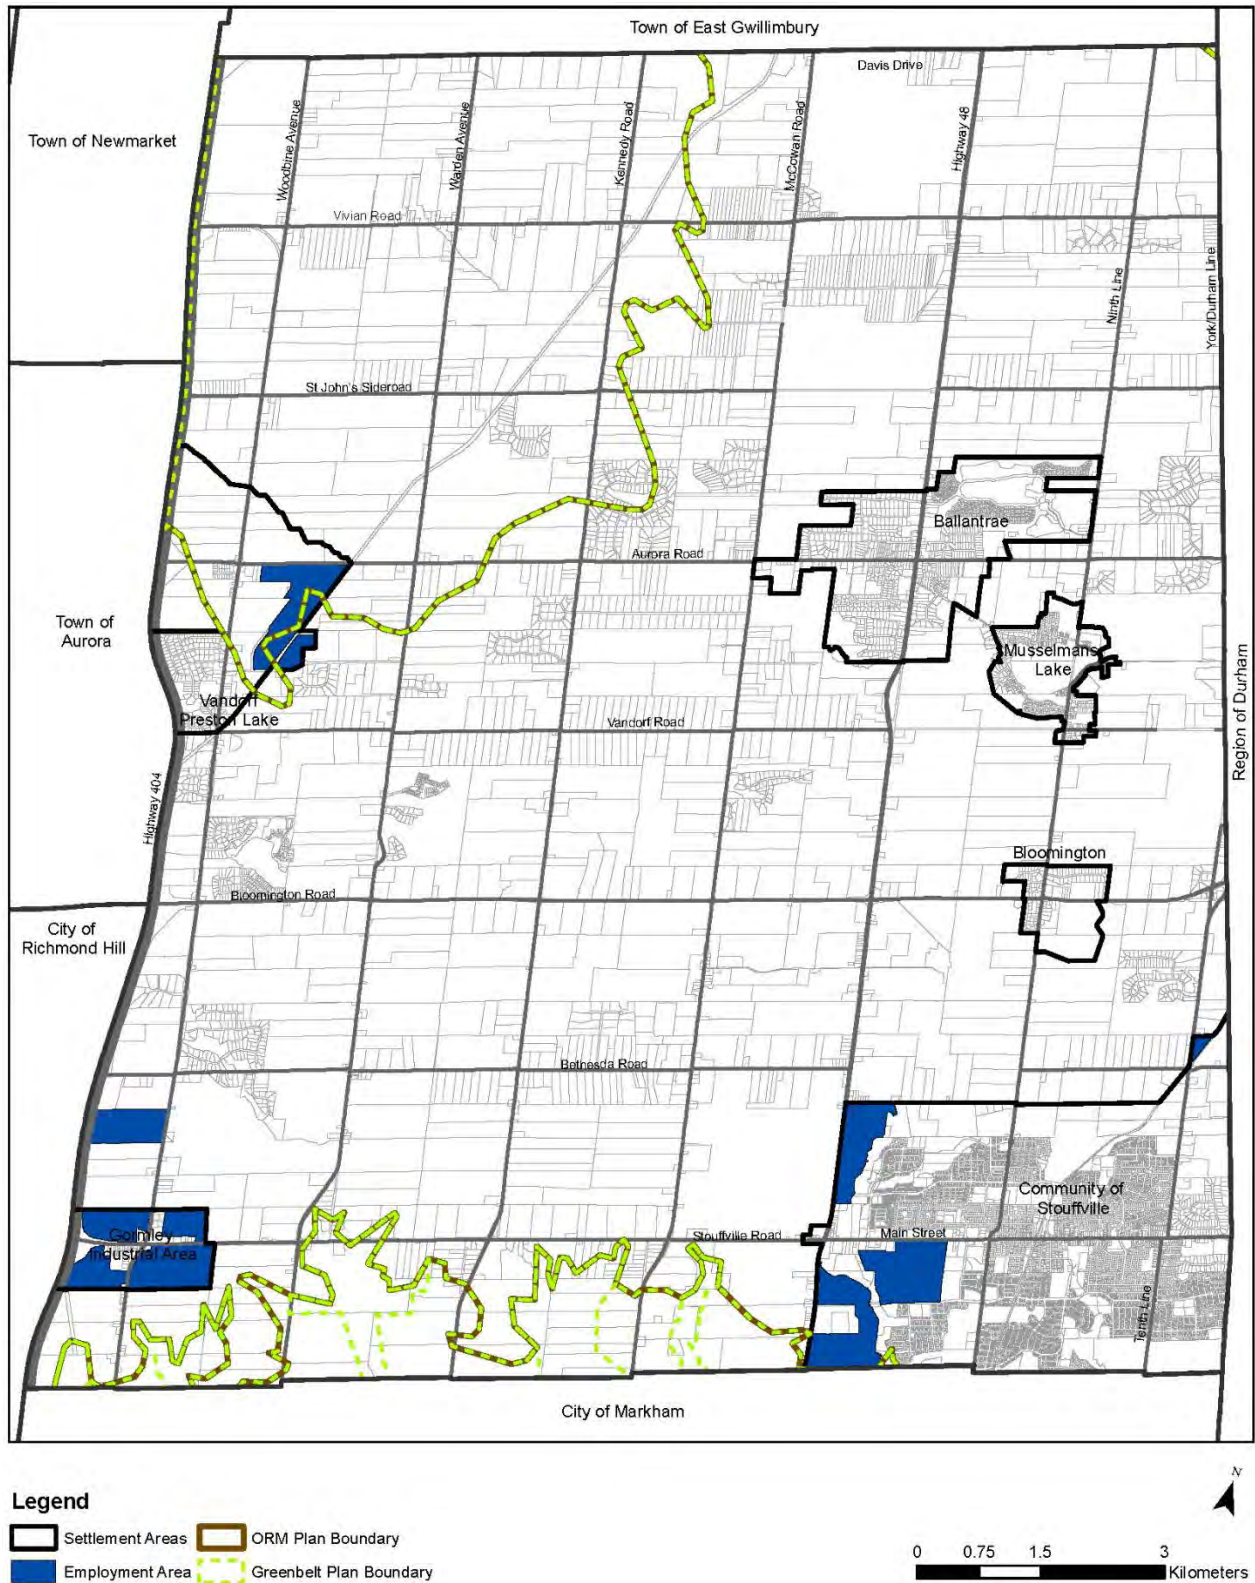 Town of East Gwillimbury
Davis Drive
Town of Newmarket
Woodbine Avenue
Warden Avenue
Kennedy Road
McCowan Road
Highway 48
Vivian Road
Ninth Line
York/Durham Line
St John's Sideroad
Ballantrae
Aurora Road
Town of
Aurora
Musselmans
Lake
Vandorf
Preston Lake
Vandorf Road
Region of Durham
Highway 404
Bloomington
Bloomington Road
City of
Richmond Hill
Bethesda Road
Community of
Stouffville
Gormley
Industrial Area
Stouffville Road
Main Street
Tenth Line
City of Markham
N
Legend
Settlement Areas
ORM Plan Boundary
Employment Area
Greenbelt Plan Boundary
0 0.75 1.5 3
Kilometers